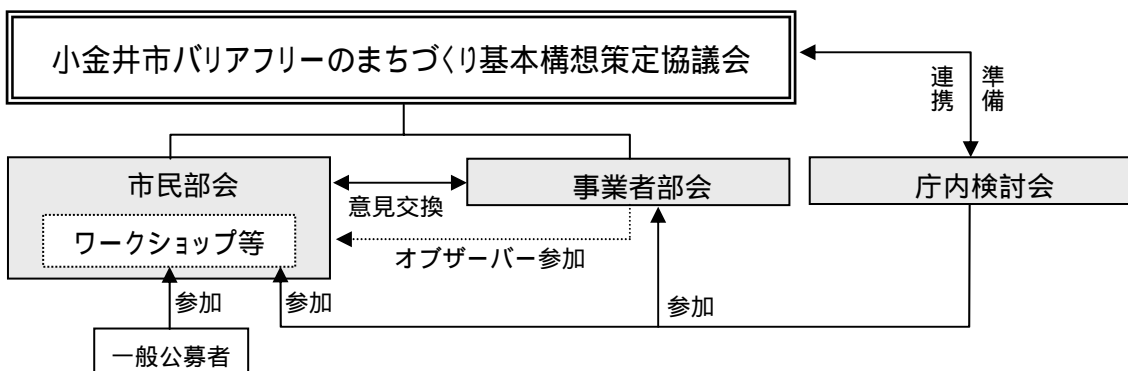 小金井市バリアフリーのまちづくり基本構想策定協議会
連携
準備
市民部会
事業者部会
庁内検討会
意見交換
ワークショップ等
オブザーバー参加
参加
参加
参加
一般公募者